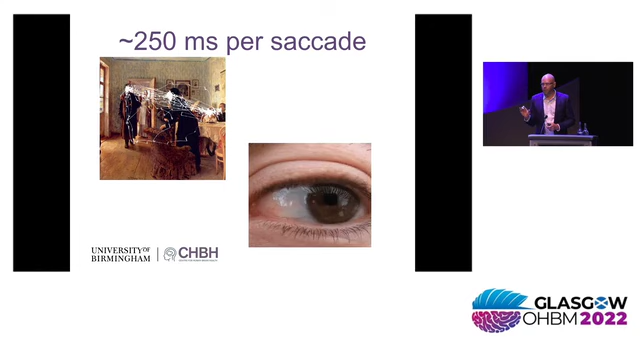 ~250 ms per saccade
UNIVERSITY OF
BIRMINGHAM
CHBH
GLASGOW
OHBM 2022